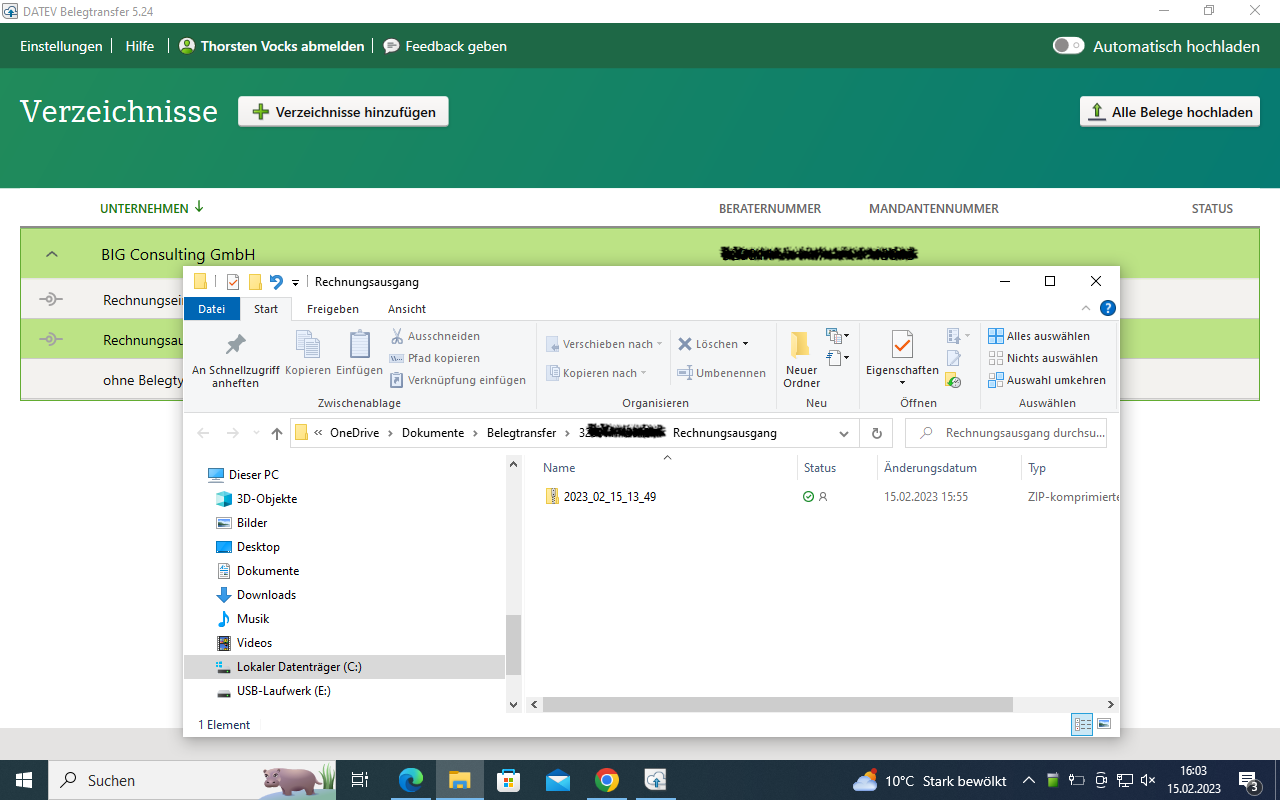 DATEV Belegtransfer 5.24
Einstellungen Hilfe Thorsten Vocks abmelden Feedback geben Automatisch hochladen
Verzeichnisse Verzeichnisse hinzufügen Alle Belege hochladen
UNTERNEHMEN BERATERNUMMER MANDANTENNUMMER STATUS
BIG Consulting GmbH
Rechnungsei
Rechnungsau
ohne Belegty
Rechnungsausgang
Datei Start Freigeben Ansicht
An Schnellzugriff anheften
Kopieren
Einfügen
Ausschneiden
Pfad kopieren
Verknüpfung einfügen
Zwischenablage
Verschieben nach
Kopieren nach
Löschen
Umbenennen
Organisieren
Neuer Ordner
Neu
Eigenschaften
Öffnen
Alles auswählen
Nichts auswählen
Auswahl umkehren
Auswählen
« OneDrive › Dokumente › Belegtransfer › Rechnungsausgang
Rechnungsausgang durchsu...
Dieser PC
3D-Objekte
Bilder
Desktop
Dokumente
Downloads
Musik
Videos
Lokaler Datenträger (C:)
USB-Laufwerk (E:)
Name Status Änderungsdatum Typ
2023_02_15_13_49 15.02.2023 15:55 ZIP-komprimierte
1 Element
Suchen
10°C Stark bewölkt
16:03
15.02.2023
3